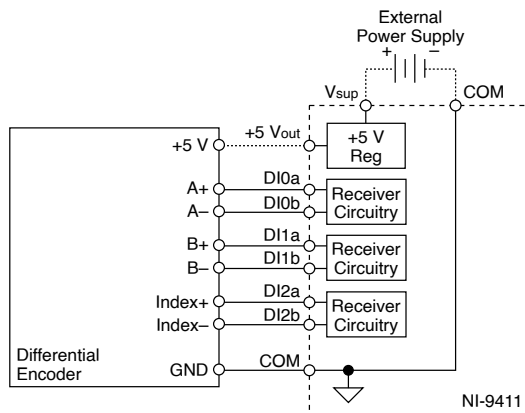 External
Power Supply
+ −
Vsup
COM
+5 V
+5 Vout
+5 V
Reg
A+
DI0a
A–
DI0b
Receiver
Circuitry
B+
DI1a
B–
DI1b
Receiver
Circuitry
Index+
DI2a
Index–
DI2b
Receiver
Circuitry
Differential
Encoder
GND
COM
NI-9411